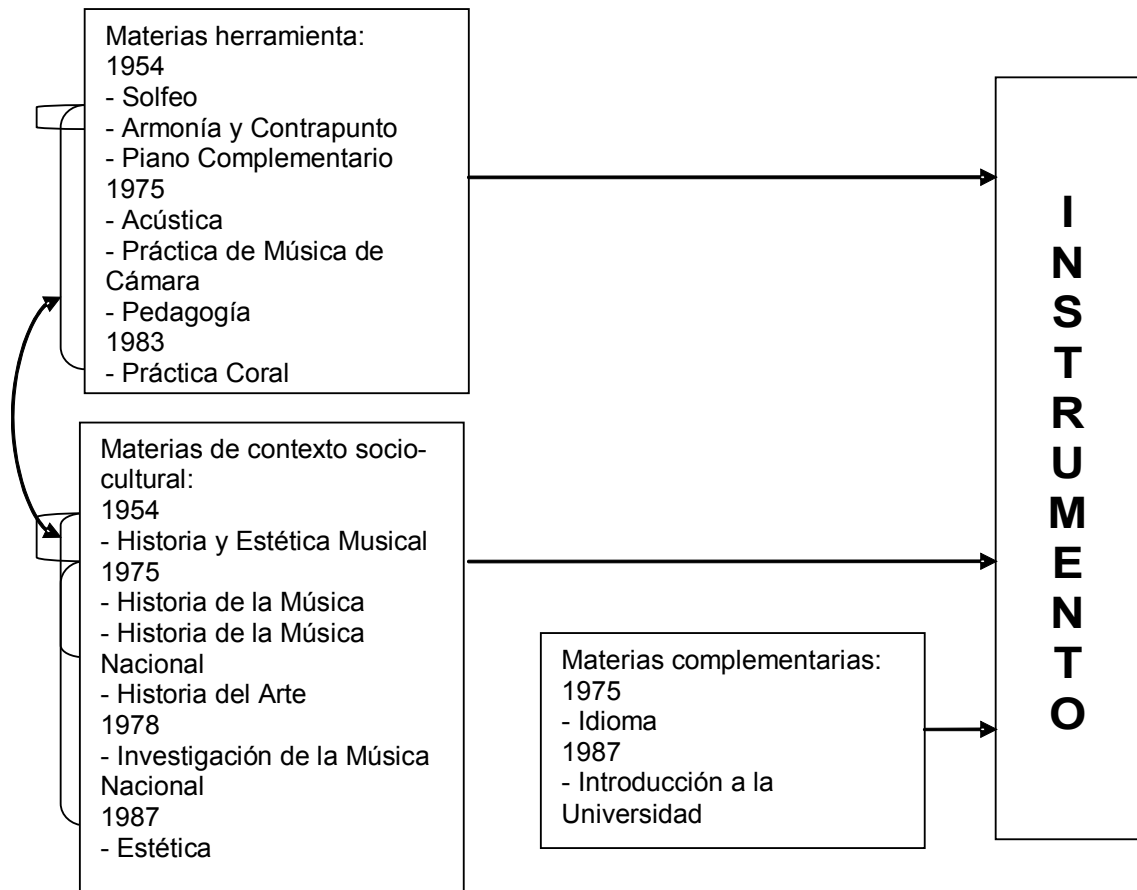 Materias herramienta:
1954
- Solfeo
- Armonía y Contrapunto
- Piano Complementario
1975
- Acústica
- Práctica de Música de
Cámara
- Pedagogía
1983
- Práctica Coral
Materias de contexto socio-
cultural:
1954
- Historia y Estética Musical
1975
- Historia de la Música
- Historia de la Música
Nacional
- Historia del Arte
1978
- Investigación de la Música
Nacional
1987
- Estética
Materias complementarias:
1975
- Idioma
1987
- Introducción a la
Universidad
I
N
S
T
R
U
M
E
N
T
O